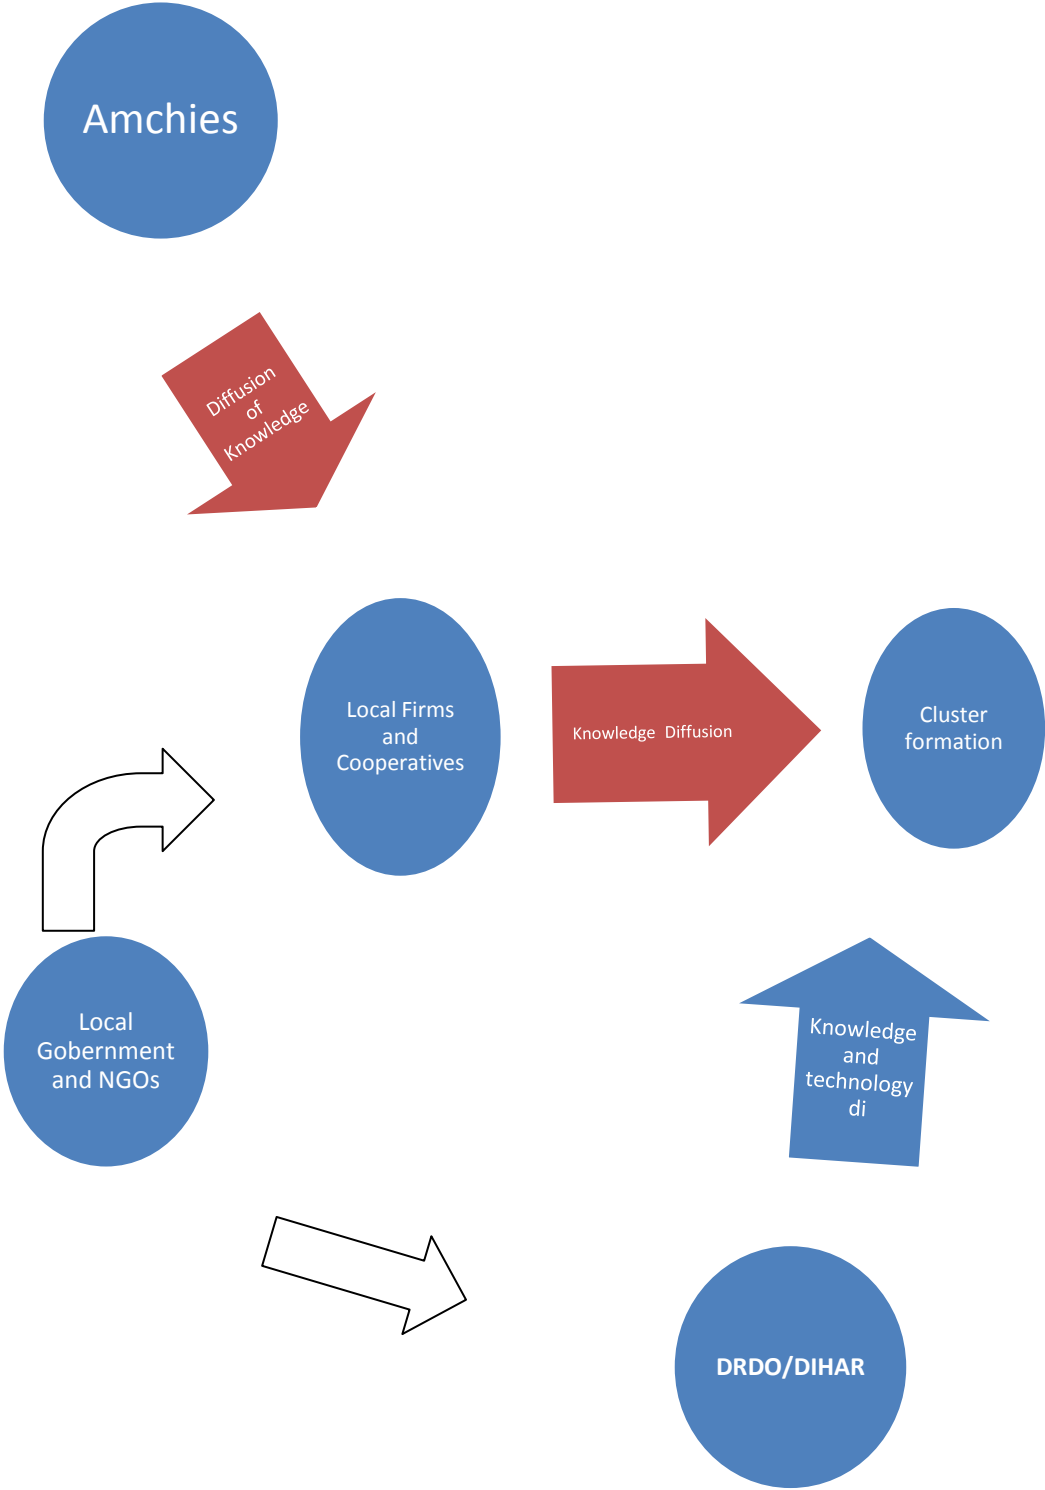 Amchies
Diffusion
of
Knowledge
Local Firms
and
Cooperatives
Knowledge Diffusion
Cluster
formation
Local
Gobernment
and NGOs
Knowledge
and
technology
di
DRDO/DIHAR